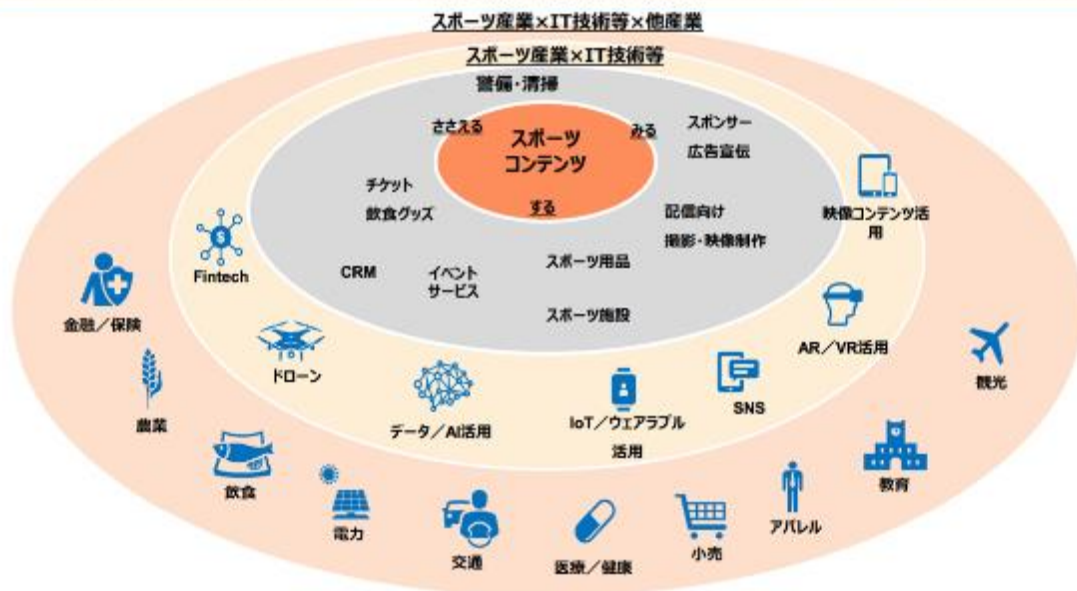 スポーツ産業×IT技術等×他産業
スポーツ産業×IT技術等
警備・清掃
ささえる
スポーツ
コンテンツ
みる
する
スポンサー
広告宣伝
チケット
飲食グッズ
配信向け
撮影・映像制作
CRM
イベント
サービス
スポーツ用品
スポーツ施設
映像コンテンツ活
用
Fintech
ドローン
データ／AI活用
IoT／ウェアラブル
活用
SNS
AR／VR活用
金融／保険
農業
飲食
電力
交通
医療／健康
小売
アパレル
教育
観光